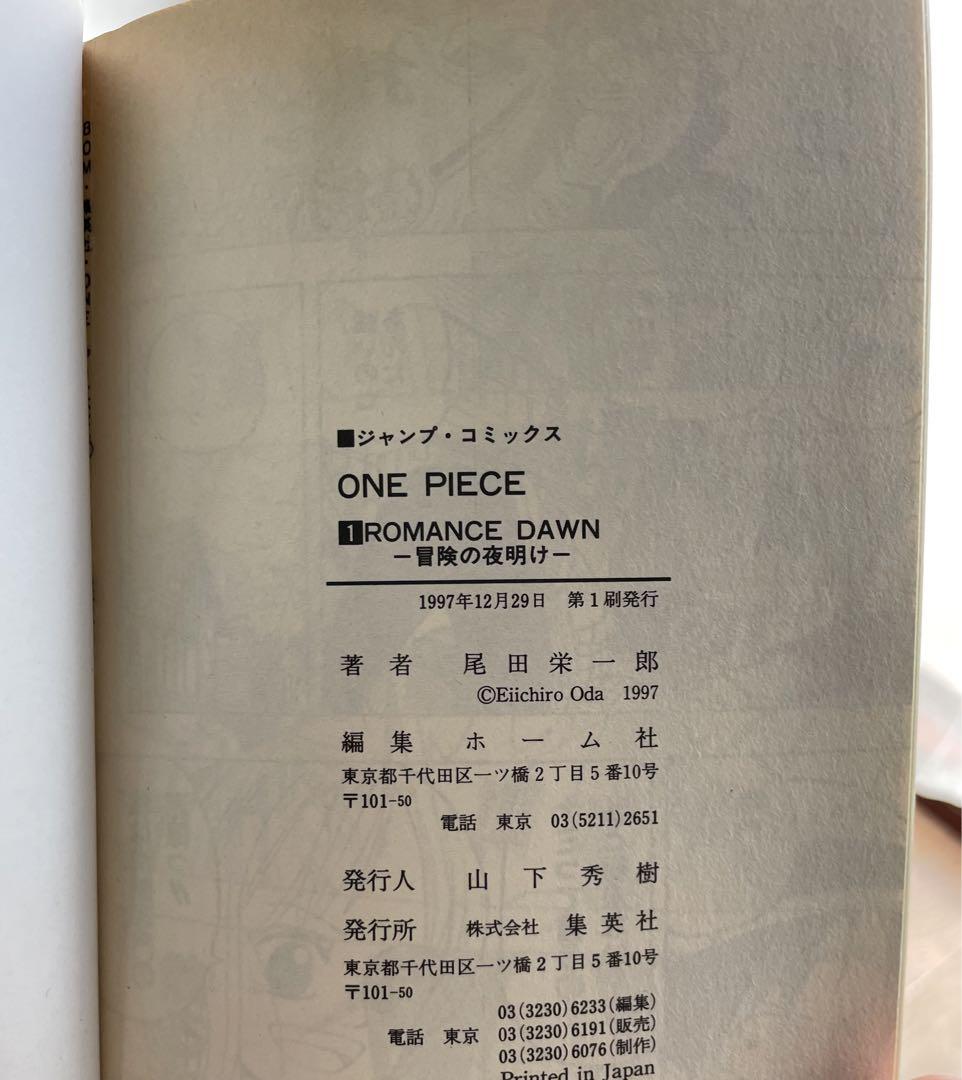 ■ジャンプ・コミックス
ONE PIECE
1 ROMANCE DAWN
ー冒険の夜明けー
1997年12月29日 第1刷発行
著者 尾田栄一郎
©Eiichiro Oda 1997
編集 ホーム社
東京都千代田区一ツ橋2丁目5番10号
〒101-50
電話 東京 03(5211)2651
発行人 山下秀樹
発行所 株式会社 集英社
東京都千代田区一ツ橋2丁目5番10号
〒101-50
03(3230)6233(編集)
電話 東京 03(3230)6191(販売)
03(3230)6076(制作)
Printed in Japan